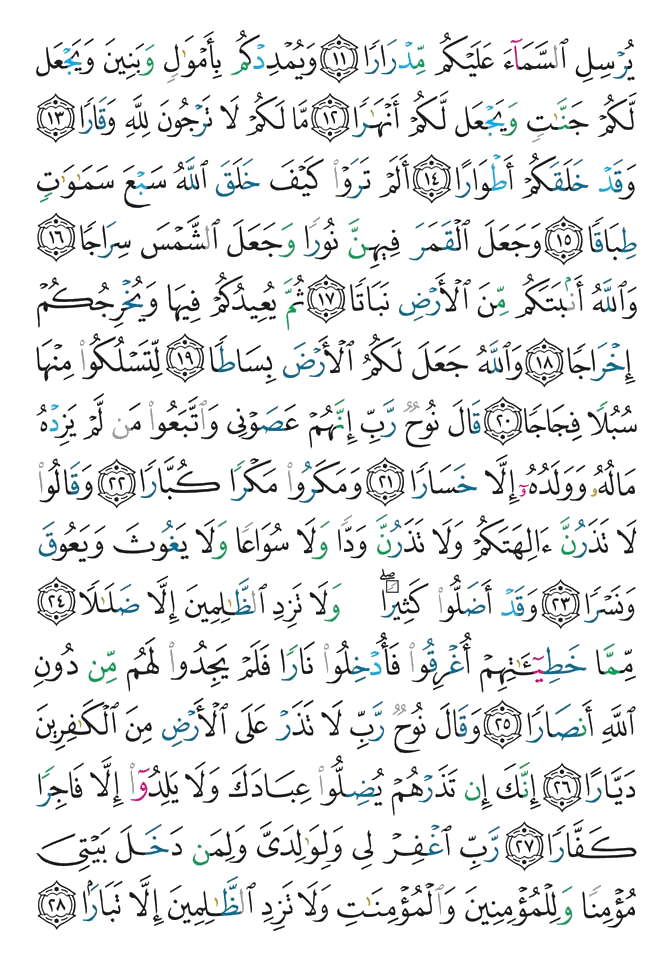 يُرْسِلِ ٱلسَّمَآءَ عَلَيْكُم مِّدْرَارًا ١١ وَيُمْدِدْكُم بِأَمْوَٰلٍ وَبَنِينَ وَيَجْعَل
لَّكُمْ جَنَّـٰتٍ وَيَجْعَل لَّكُمْ أَنْهَـٰرًا ١٢ مَّا لَكُمْ لَا تَرْجُونَ لِلَّهِ وَقَارًا ١٣
وَقَدْ خَلَقَكُمْ أَطْوَارًا ١٤ أَلَمْ تَرَوْا۟ كَيْفَ خَلَقَ ٱللَّهُ سَبْعَ سَمَـٰوَٰتٍ
طِبَاقًا ١٥ وَجَعَلَ ٱلْقَمَرَ فِيهِنَّ نُورًا وَجَعَلَ ٱلشَّمْسَ سِرَاجًا ١٦
وَٱللَّهُ أَنۢبَتَكُم مِّنَ ٱلْأَرْضِ نَبَاتًا ١٧ ثُمَّ يُعِيدُكُمْ فِيهَا وَيُخْرِجُكُمْ
إِخْرَاجًا ١٨ وَٱللَّهُ جَعَلَ لَكُمُ ٱلْأَرْضَ بِسَاطًا ١٩ لِّتَسْلُكُوا۟ مِنْهَا
سُبُلًا فِجَاجًا ٢٠ قَالَ نُوحٌ رَّبِّ إِنَّهُمْ عَصَوْنِى وَٱتَّبَعُوا۟ مَن لَّمْ يَزِدْهُ
مَالُهُۥ وَوَلَدُهُۥٓ إِلَّا خَسَارًا ٢١ وَمَكَرُوا۟ مَكْرًا كُبَّارًا ٢٢ وَقَالُوا۟
لَا تَذَرُنَّ ءَالِهَتَكُمْ وَلَا تَذَرُنَّ وَدًّا وَلَا سُوَاعًا وَلَا يَغُوثَ وَيَعُوقَ
وَنَسْرًا ٢٣ وَقَدْ أَضَلُّوا۟ كَثِيرًا ۖ وَلَا تَزِدِ ٱلظَّـٰلِمِينَ إِلَّا ضَلَـٰلًا ٢٤
مِّمَّا خَطِيٓـَٔـٰتِهِمْ أُغْرِقُوا۟ فَأُدْخِلُوا۟ نَارًا فَلَمْ يَجِدُوا۟ لَهُم مِّن دُونِ
ٱللَّهِ أَنصَارًا ٢٥ وَقَالَ نُوحٌ رَّبِّ لَا تَذَرْ عَلَى ٱلْأَرْضِ مِنَ ٱلْكَـٰفِرِينَ
دَيَّارًا ٢٦ إِنَّكَ إِن تَذَرْهُمْ يُضِلُّوا۟ عِبَادَكَ وَلَا يَلِدُوٓا۟ إِلَّا فَاجِرًا
كَفَّارًا ٢٧ رَّبِّ ٱغْفِرْ لِى وَلِوَٰلِدَىَّ وَلِمَن دَخَلَ بَيْتِىَ
مُؤْمِنًا وَلِلْمُؤْمِنِينَ وَٱلْمُؤْمِنَـٰتِ وَلَا تَزِدِ ٱلظَّـٰلِمِينَ إِلَّا تَبَارًۢا ٢٨